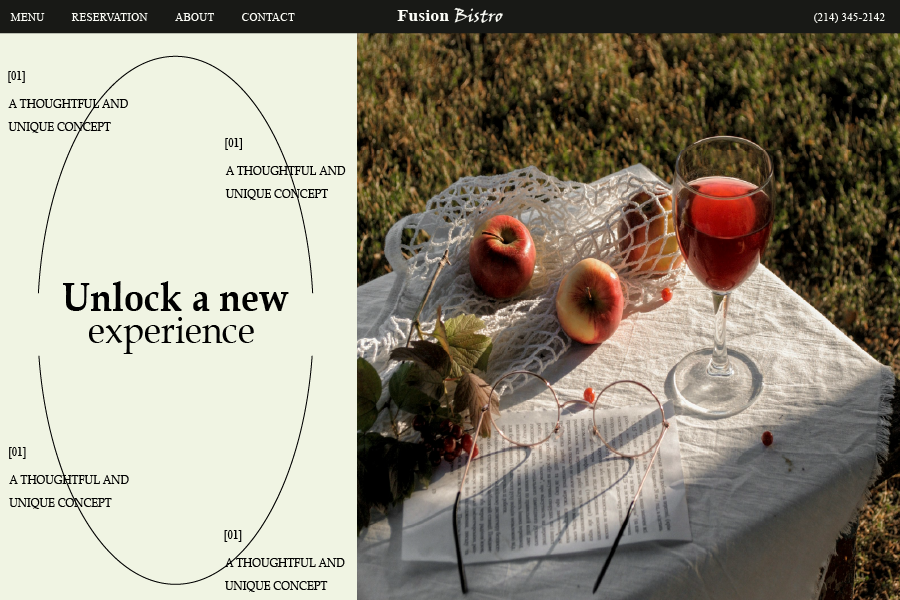 MENU RESERVATION ABOUT CONTACT Fusion Bistro (214) 345-2142
[01]
A THOUGHTFUL AND
UNIQUE CONCEPT
[01]
A THOUGHTFUL AND
UNIQUE CONCEPT
Unlock a new
experience
[01]
A THOUGHTFUL AND
UNIQUE CONCEPT
[01]
A THOUGHTFUL AND
UNIQUE CONCEPT